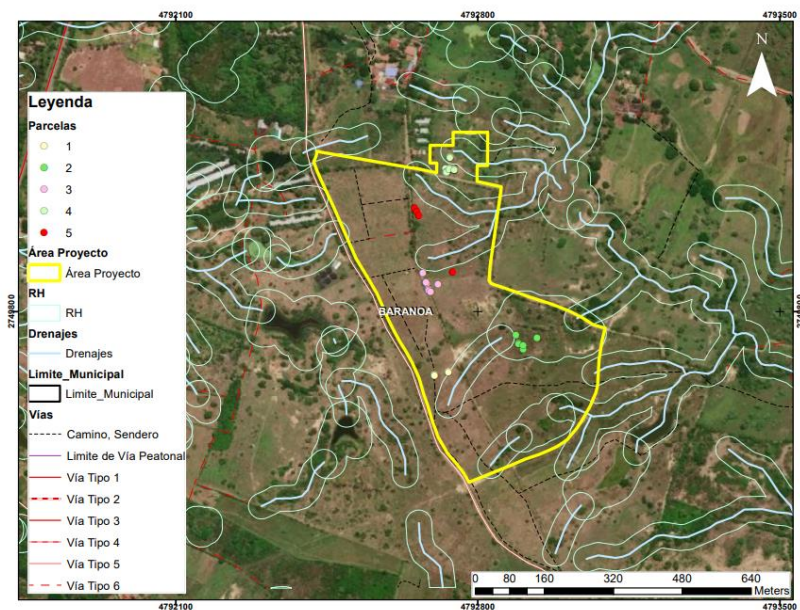 4792100
4792800
4793500
N
Leyenda
Parcelas
1
2
3
4
5
Área Proyecto
Área Proyecto
RH
RH
Drenajes
Drenajes
Limite_Municipal
Limite_Municipal
Vías
Camino, Sendero
Limite de Vía Peatonal
Vía Tipo 1
Vía Tipo 2
Vía Tipo 3
Vía Tipo 4
Vía Tipo 5
Vía Tipo 6
BARANOA
0 80 160 320 480 640
Meters
4792100
4792800
4793500